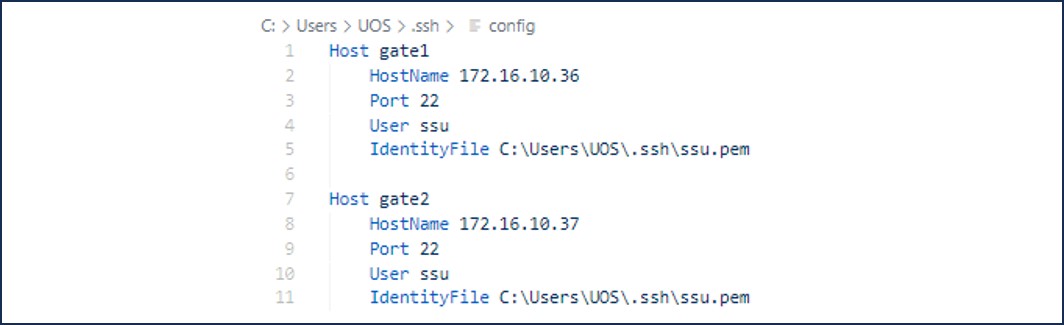 C: > Users > UOS > .ssh > config
1 Host gate1
2 HostName 172.16.10.36
3 Port 22
4 User ssu
5 IdentityFile C:\Users\UOS\.ssh\ssu.pem
6
7 Host gate2
8 HostName 172.16.10.37
9 Port 22
10 User ssu
11 IdentityFile C:\Users\UOS\.ssh\ssu.pem